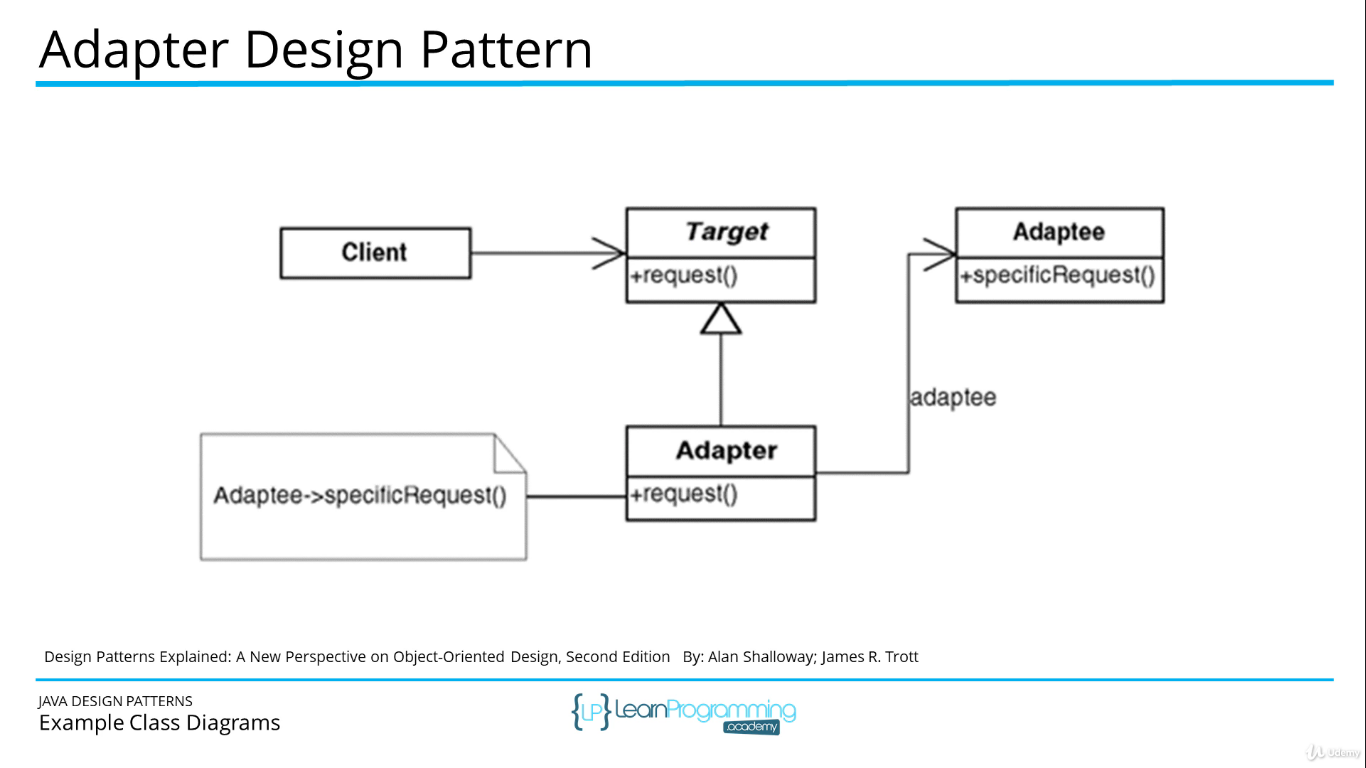 Adapter Design Pattern
Client
Target
+request()
Adaptee
+specificRequest()
adaptee
Adapter
+request()
Adaptee->specificRequest()
Design Patterns Explained: A New Perspective on Object-Oriented Design, Second Edition By: Alan Shalloway; James R. Trott
JAVA DESIGN PATTERNS
Example Class Diagrams
{LP} LearnProgramming
.academy
Udemy